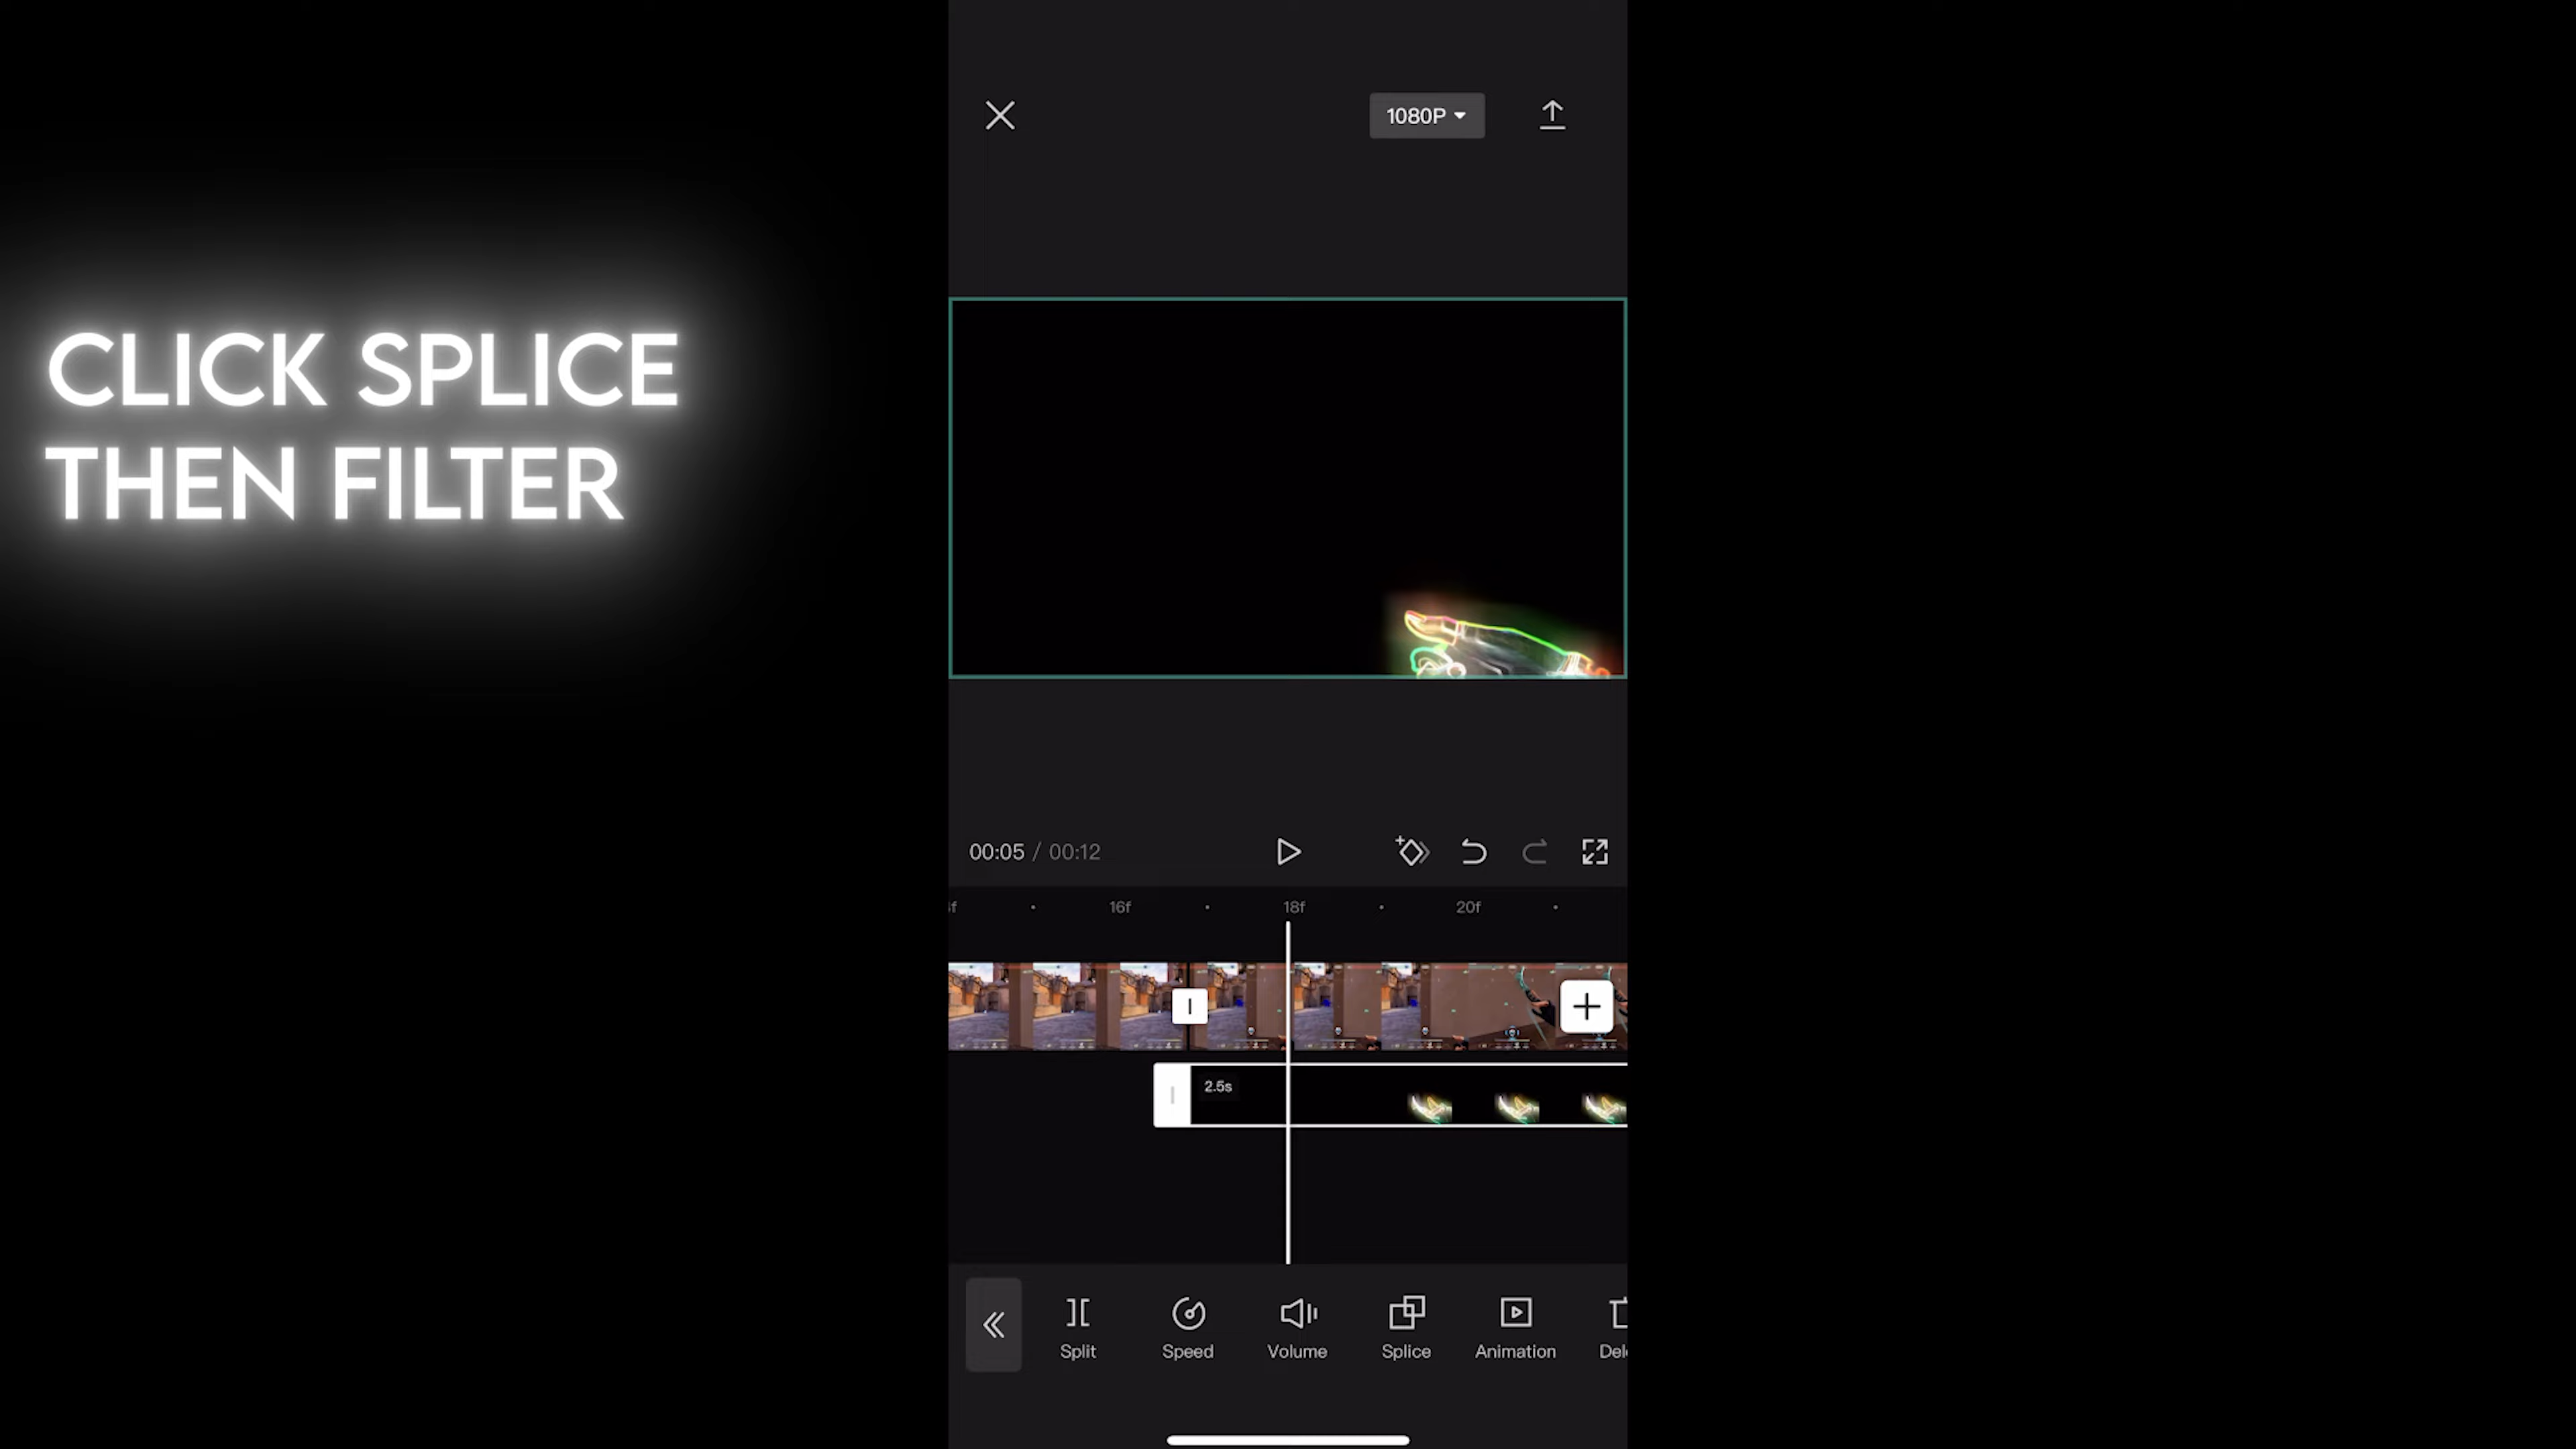 CLICK SPLICE
THEN FILTER
1080P
00:05 / 00:12
16f
18f
20f
2.5s
Split
Speed
Volume
Splice
Animation